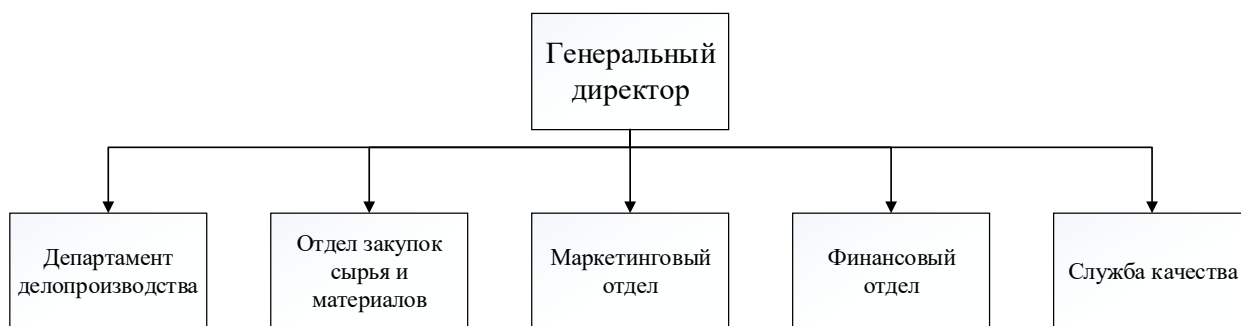 Генеральный
директор
Департамент
делопроизводства
Отдел закупок
сырья и
материалов
Маркетинговый
отдел
Финансовый
отдел
Служба качества